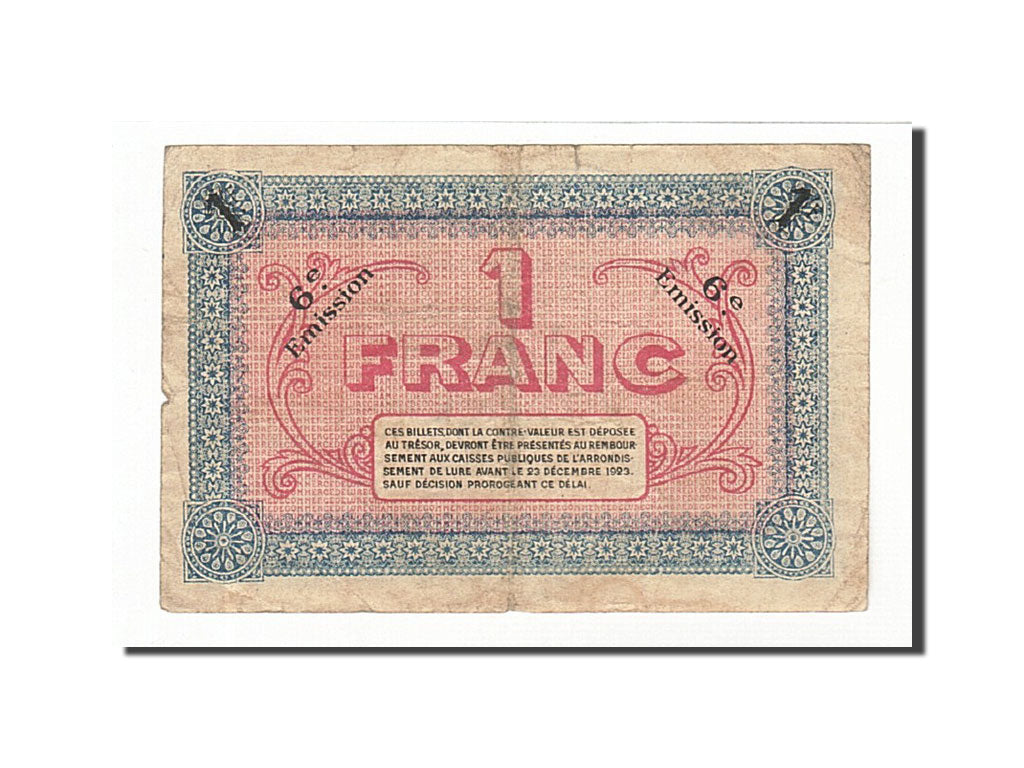 1 1
6.e
Emission
6.e
Emission
1
FRANC
CES BILLETS, DONT LA CONTRE-VALEUR EST DÉPOSÉE
AU TRÉSOR, DEVRONT ÊTRE PRÉSENTÉS AU REMBOUR-
SEMENT AUX CAISSES PUBLIQUES DE L'ARRONDIS-
SEMENT DE LURE AVANT LE 23 DÉCEMBRE 1923.
SAUF DÉCISION PROROGEANT CE DÉLAI.